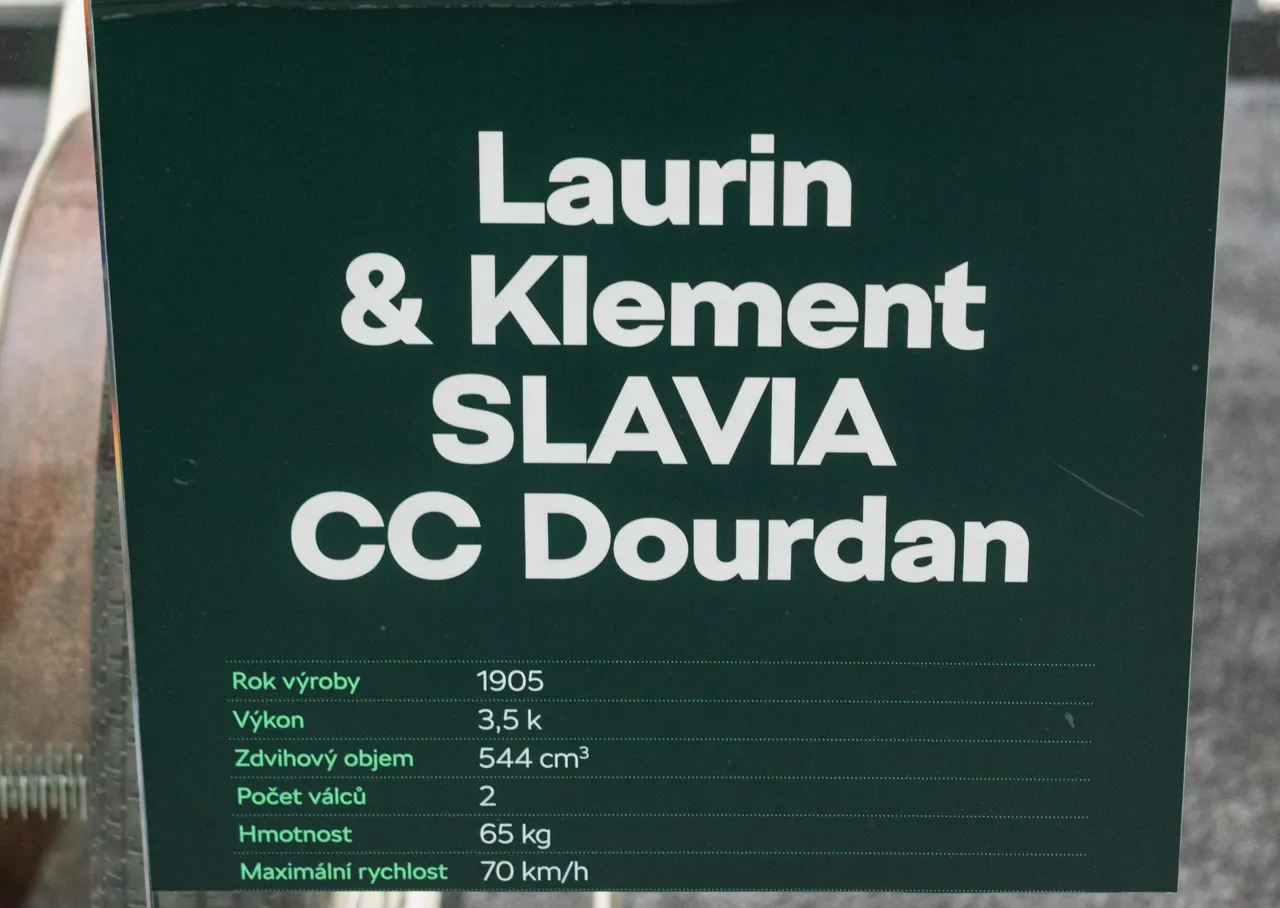 Laurin
& Klement
SLAVIA
CC Dourdan
Rok výroby 1905
Výkon 3,5 k
Zdvihový objem 544 cm³
Počet válců 2
Hmotnost 65 kg
Maximální rychlost 70 km/h